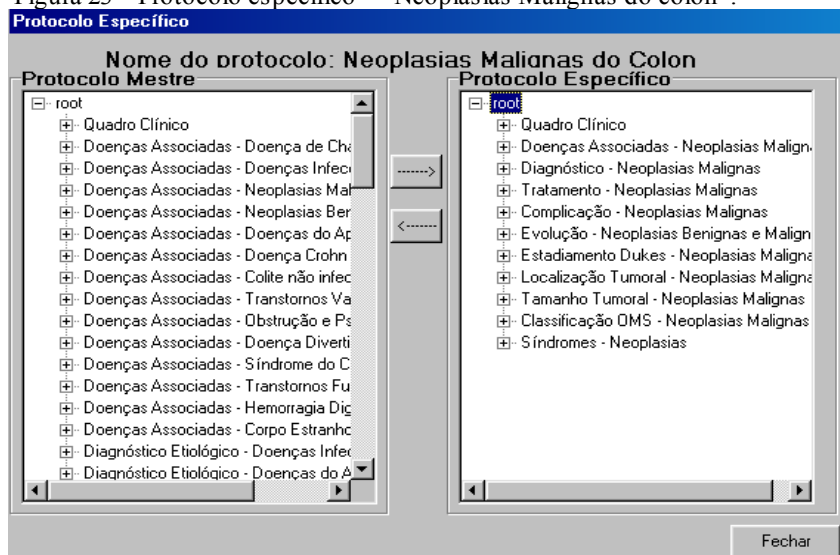 Figura 23 - Protocolo específico - "Neoplasias Malignas do cólon".
Protocolo Específico
Nome do protocolo: Neoplasias Malignas do Colon
Protocolo Mestre
root
Quadro Clínico
Doenças Associadas - Doença de Cha
Doenças Associadas - Doenças Infecc
Doenças Associadas - Neoplasias Mal
Doenças Associadas - Neoplasias Ber
Doenças Associadas - Doenças do Ap
Doenças Associadas - Doença Crohn
Doenças Associadas - Colite não infec
Doenças Associadas - Transtornos Va
Doenças Associadas - Obstrução e Ps
Doenças Associadas - Doença Diverti
Doenças Associadas - Síndrome do C
Doenças Associadas - Transtornos Fu
Doenças Associadas - Hemorragia Dig
Doenças Associadas - Corpo Estranho
Diagnóstico Etiológico - Doenças Infec
Diagnóstico Etiológico - Doenças do A
------->
<-------
Protocolo Específico
root
Quadro Clínico
Doenças Associadas - Neoplasias Malign
Diagnóstico - Neoplasias Malignas
Tratamento - Neoplasias Malignas
Complicação - Neoplasias Malignas
Evolução - Neoplasias Benignas e Malign
Estadiamento Dukes - Neoplasias Maligna
Localização Tumoral - Neoplasias Maligna
Tamanho Tumoral - Neoplasias Malignas
Classificação OMS - Neoplasias Malignas
Síndromes - Neoplasias
Fechar